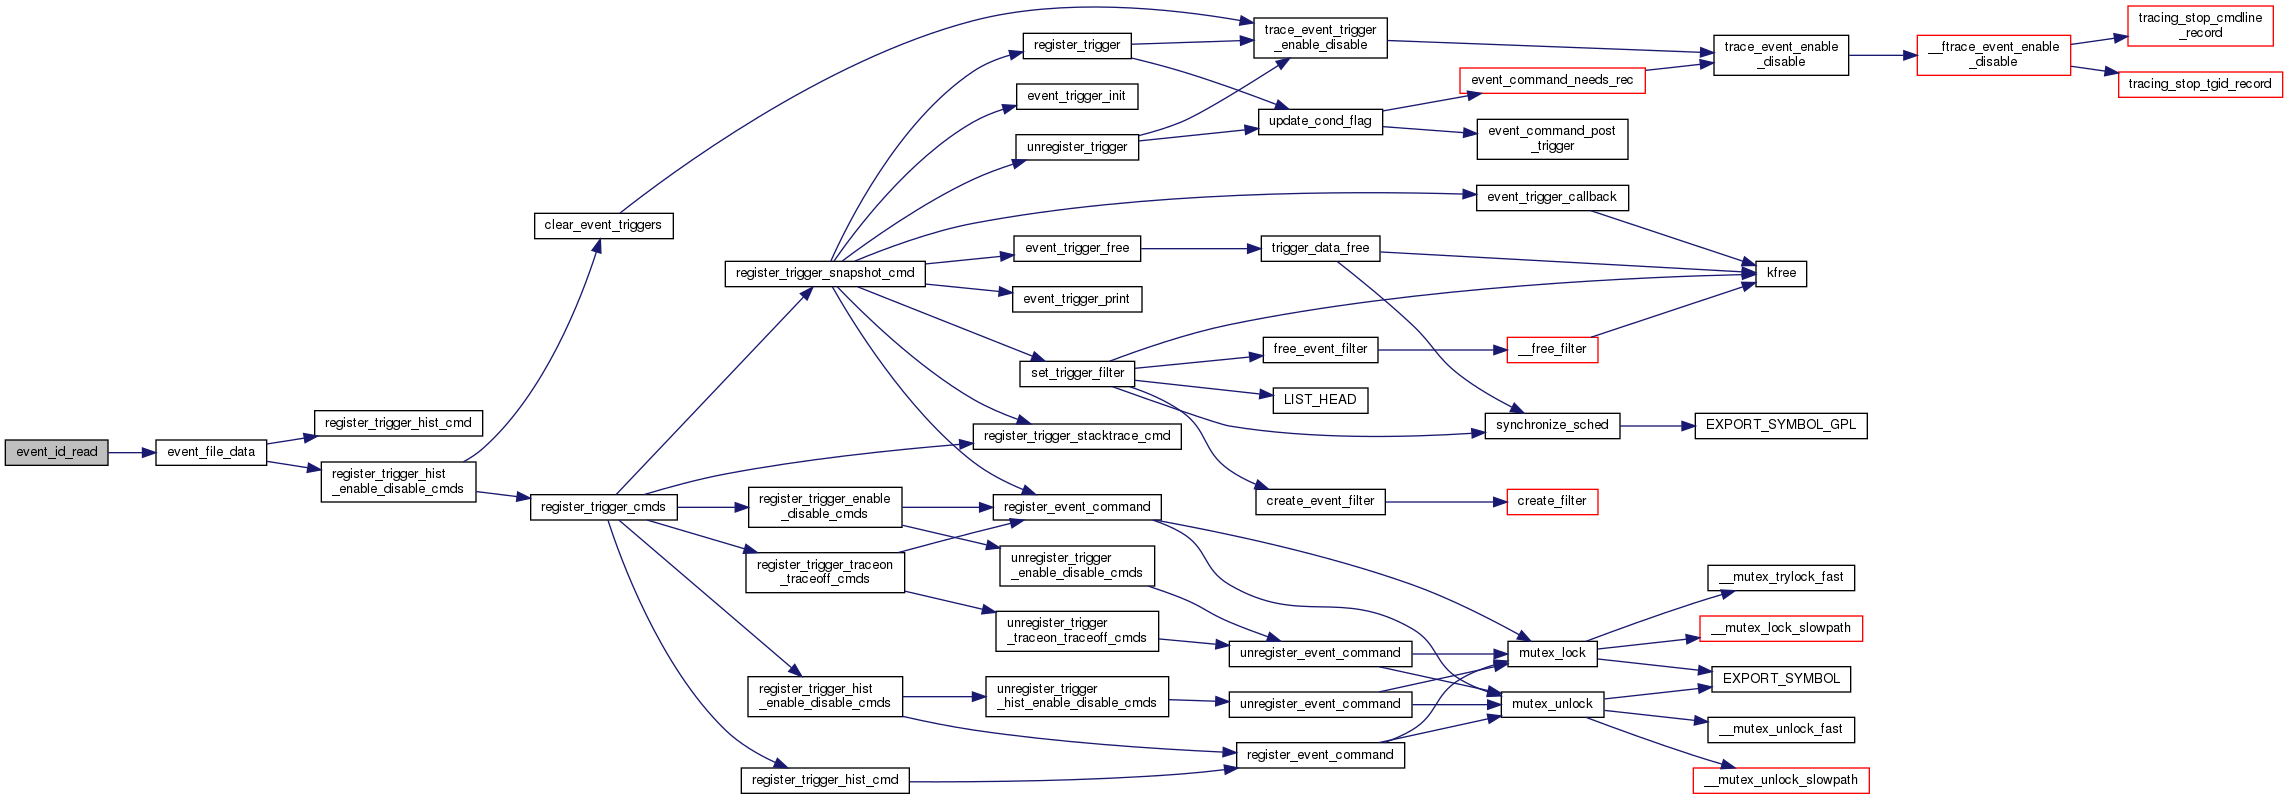 event_id_read
event_file_data
register_trigger_hist_cmd
register_trigger_hist
_enable_disable_cmds
clear_event_triggers
register_trigger_cmds
register_trigger_snapshot_cmd
register_trigger_enable
_disable_cmds
register_trigger_traceon
_traceoff_cmds
register_trigger_hist
_enable_disable_cmds
register_trigger_hist_cmd
register_trigger
event_trigger_init
unregister_trigger
event_trigger_free
event_trigger_print
set_trigger_filter
register_trigger_stacktrace_cmd
register_event_command
unregister_trigger
_enable_disable_cmds
unregister_trigger
_traceon_traceoff_cmds
unregister_trigger
_hist_enable_disable_cmds
trace_event_trigger
_enable_disable
update_cond_flag
trigger_data_free
free_event_filter
LIST_HEAD
create_event_filter
unregister_event_command
unregister_event_command
register_event_command
event_command_needs_rec
event_command_post
_trigger
event_trigger_callback
__free_filter
synchronize_sched
create_filter
mutex_lock
mutex_unlock
trace_event_enable
_disable
kfree
EXPORT_SYMBOL_GPL
__mutex_trylock_fast
__mutex_lock_slowpath
EXPORT_SYMBOL
__mutex_unlock_fast
__mutex_unlock_slowpath
__ftrace_event_enable
_disable
tracing_stop_cmdline
_record
tracing_stop_tgid_record